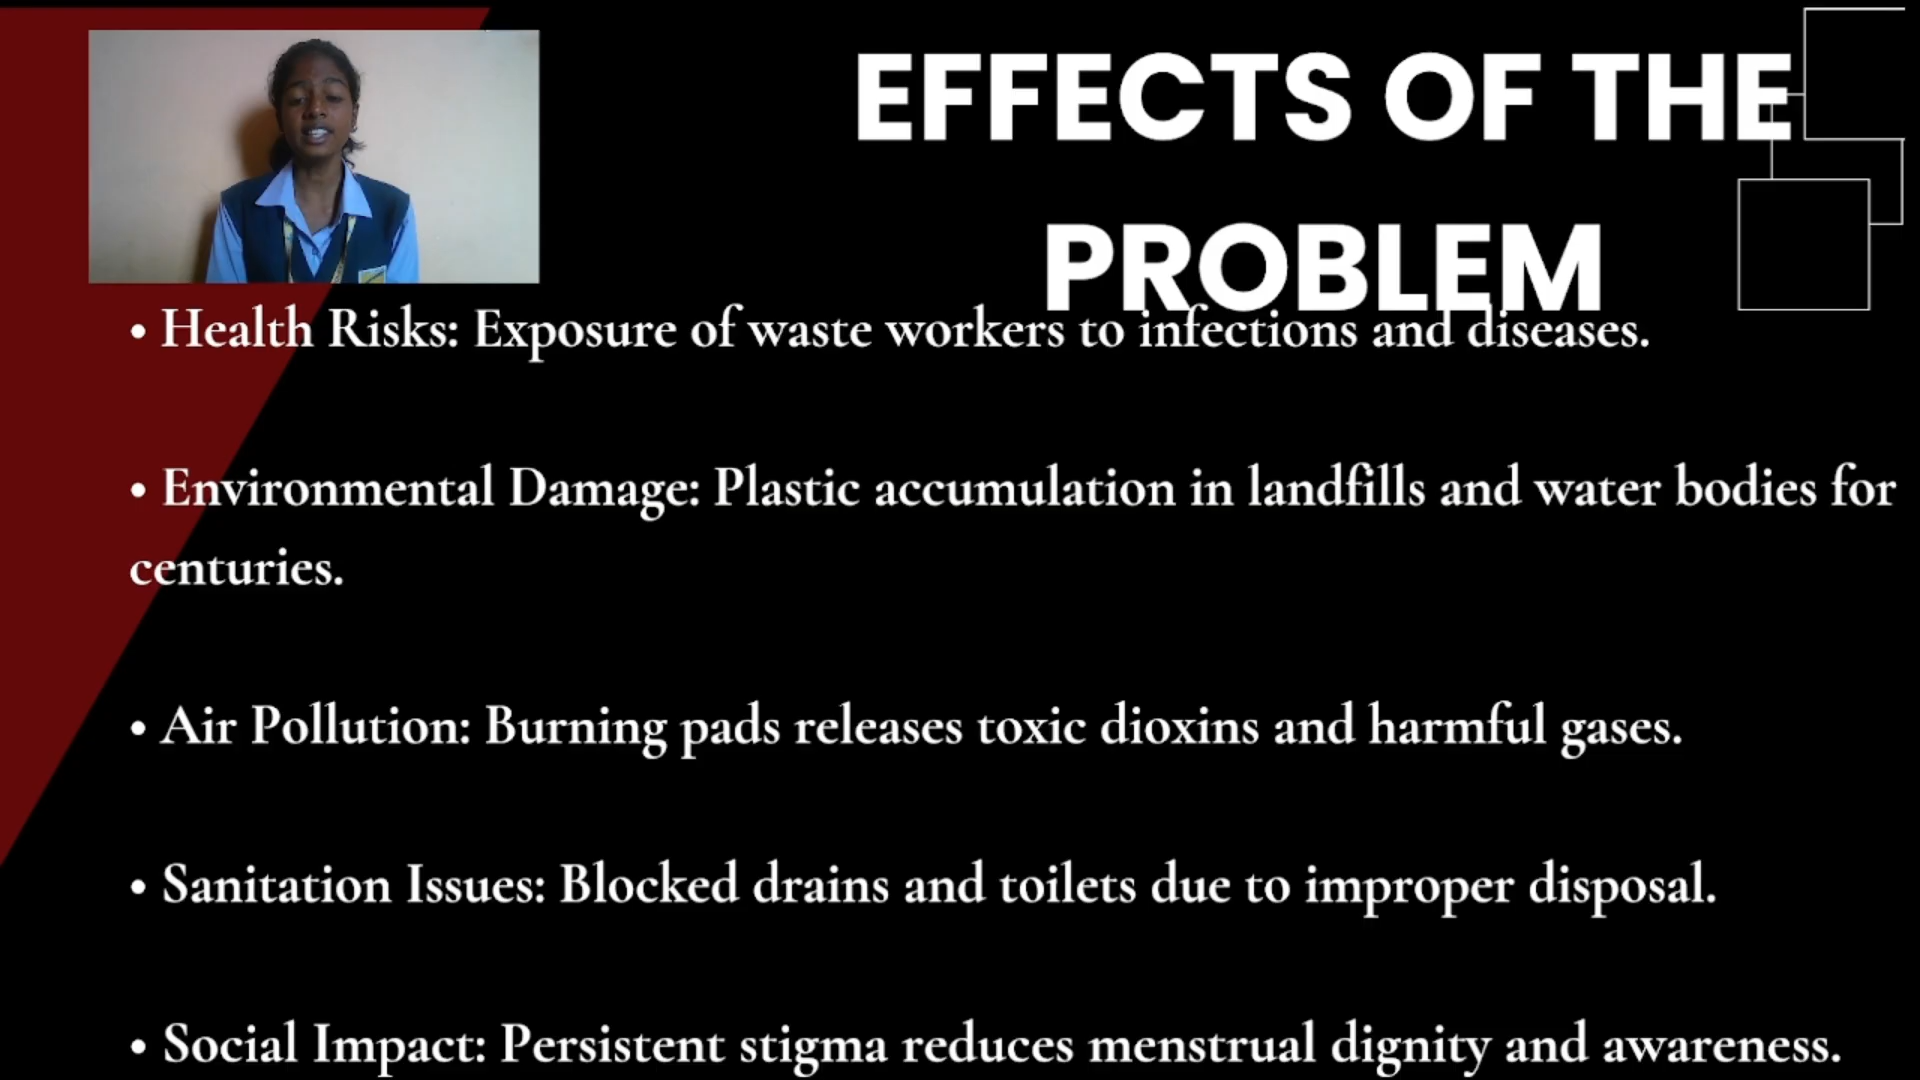 EFFECTS OF THE
PROBLEM
• Health Risks: Exposure of waste workers to infections and diseases.
• Environmental Damage: Plastic accumulation in landfills and water bodies for
centuries.
• Air Pollution: Burning pads releases toxic dioxins and harmful gases.
• Sanitation Issues: Blocked drains and toilets due to improper disposal.
• Social Impact: Persistent stigma reduces menstrual dignity and awareness.